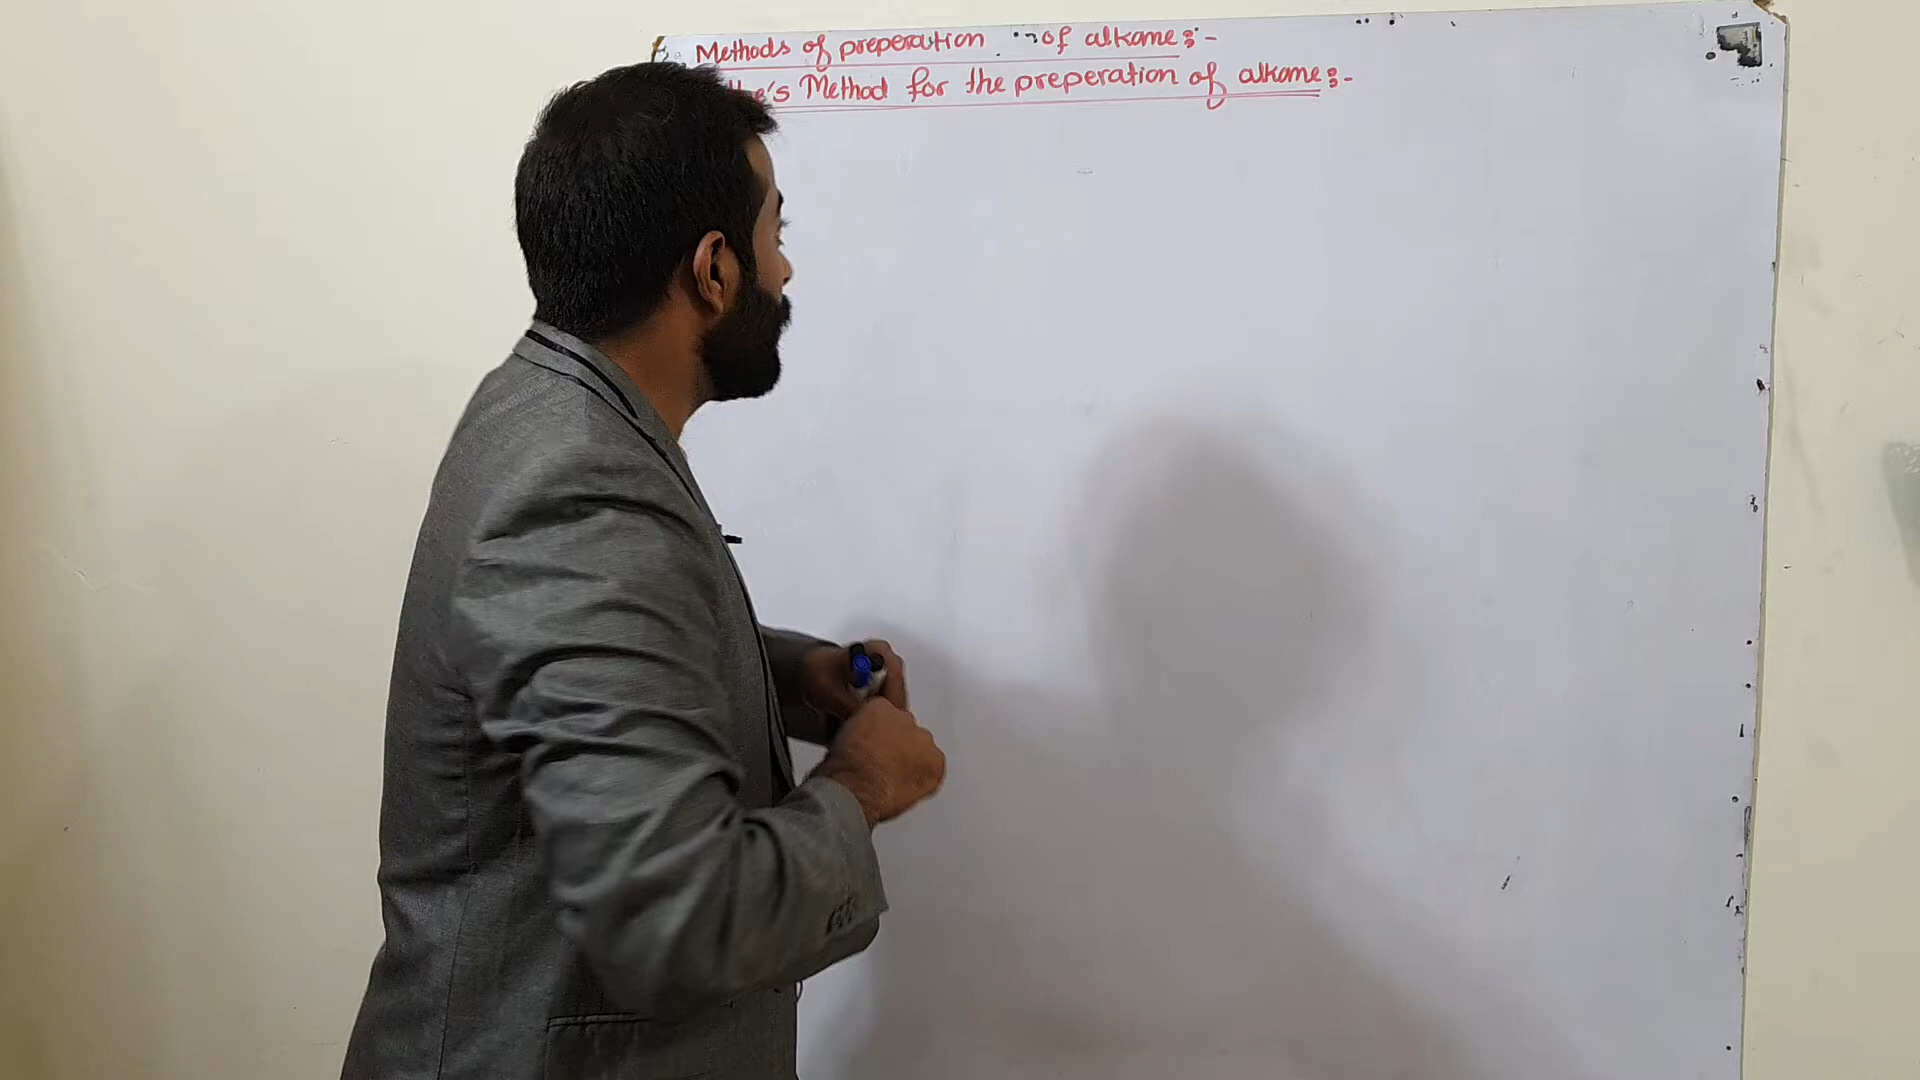 Methods of preperation of alkane :-
Method for the preperation of alkane :-